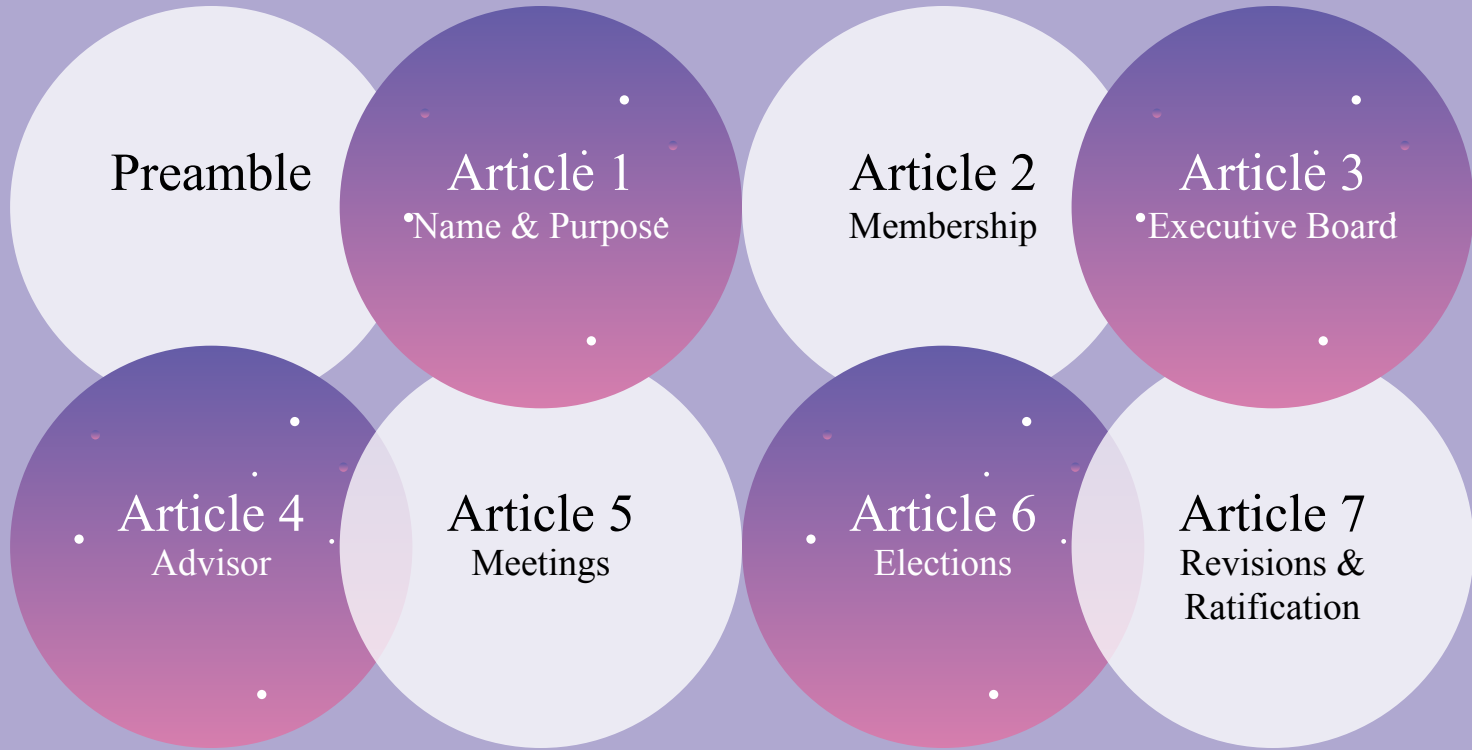 Preamble
Article 1
Name & Purpose
Article 2
Membership
Article 3
Executive Board
Article 4
Advisor
Article 5
Meetings
Article 6
Elections
Article 7
Revisions &
Ratification